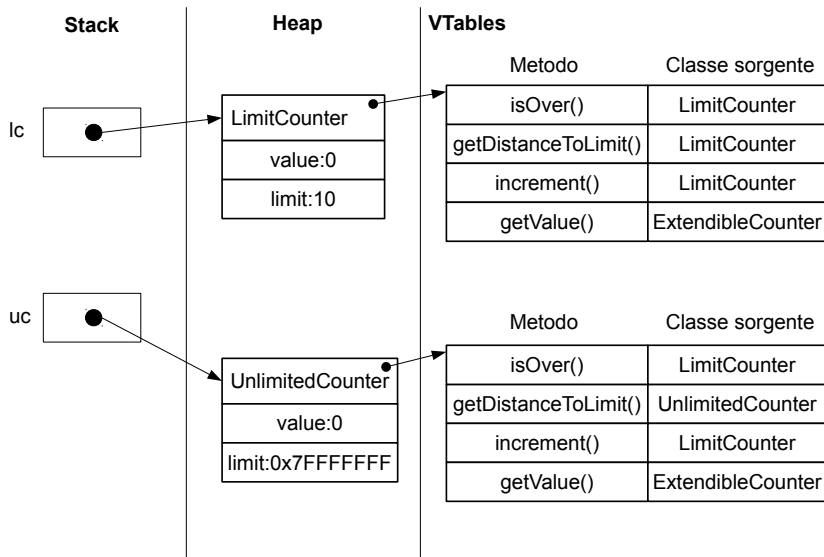 Stack Heap VTables
Metodo Classe sorgente
lc
LimitCounter
value:0
limit:10
isOver() LimitCounter
getDistanceToLimit() LimitCounter
increment() LimitCounter
getValue() ExtendibleCounter
uc
UnlimitedCounter
value:0
limit:0x7FFFFFFF
Metodo Classe sorgente
isOver() LimitCounter
getDistanceToLimit() UnlimitedCounter
increment() LimitCounter
getValue() ExtendibleCounter